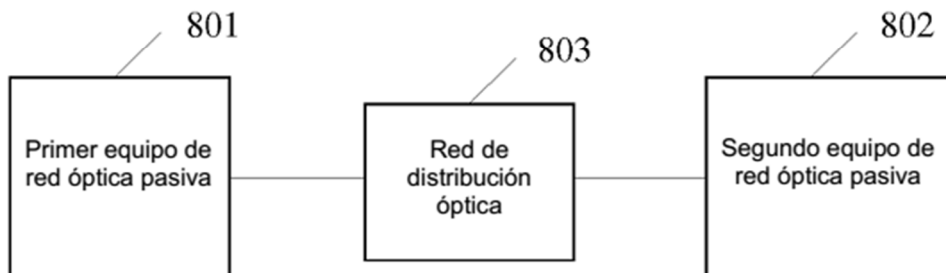 801
803
802
Primer equipo de
red óptica pasiva
Red de
distribución
óptica
Segundo equipo de
red óptica pasiva